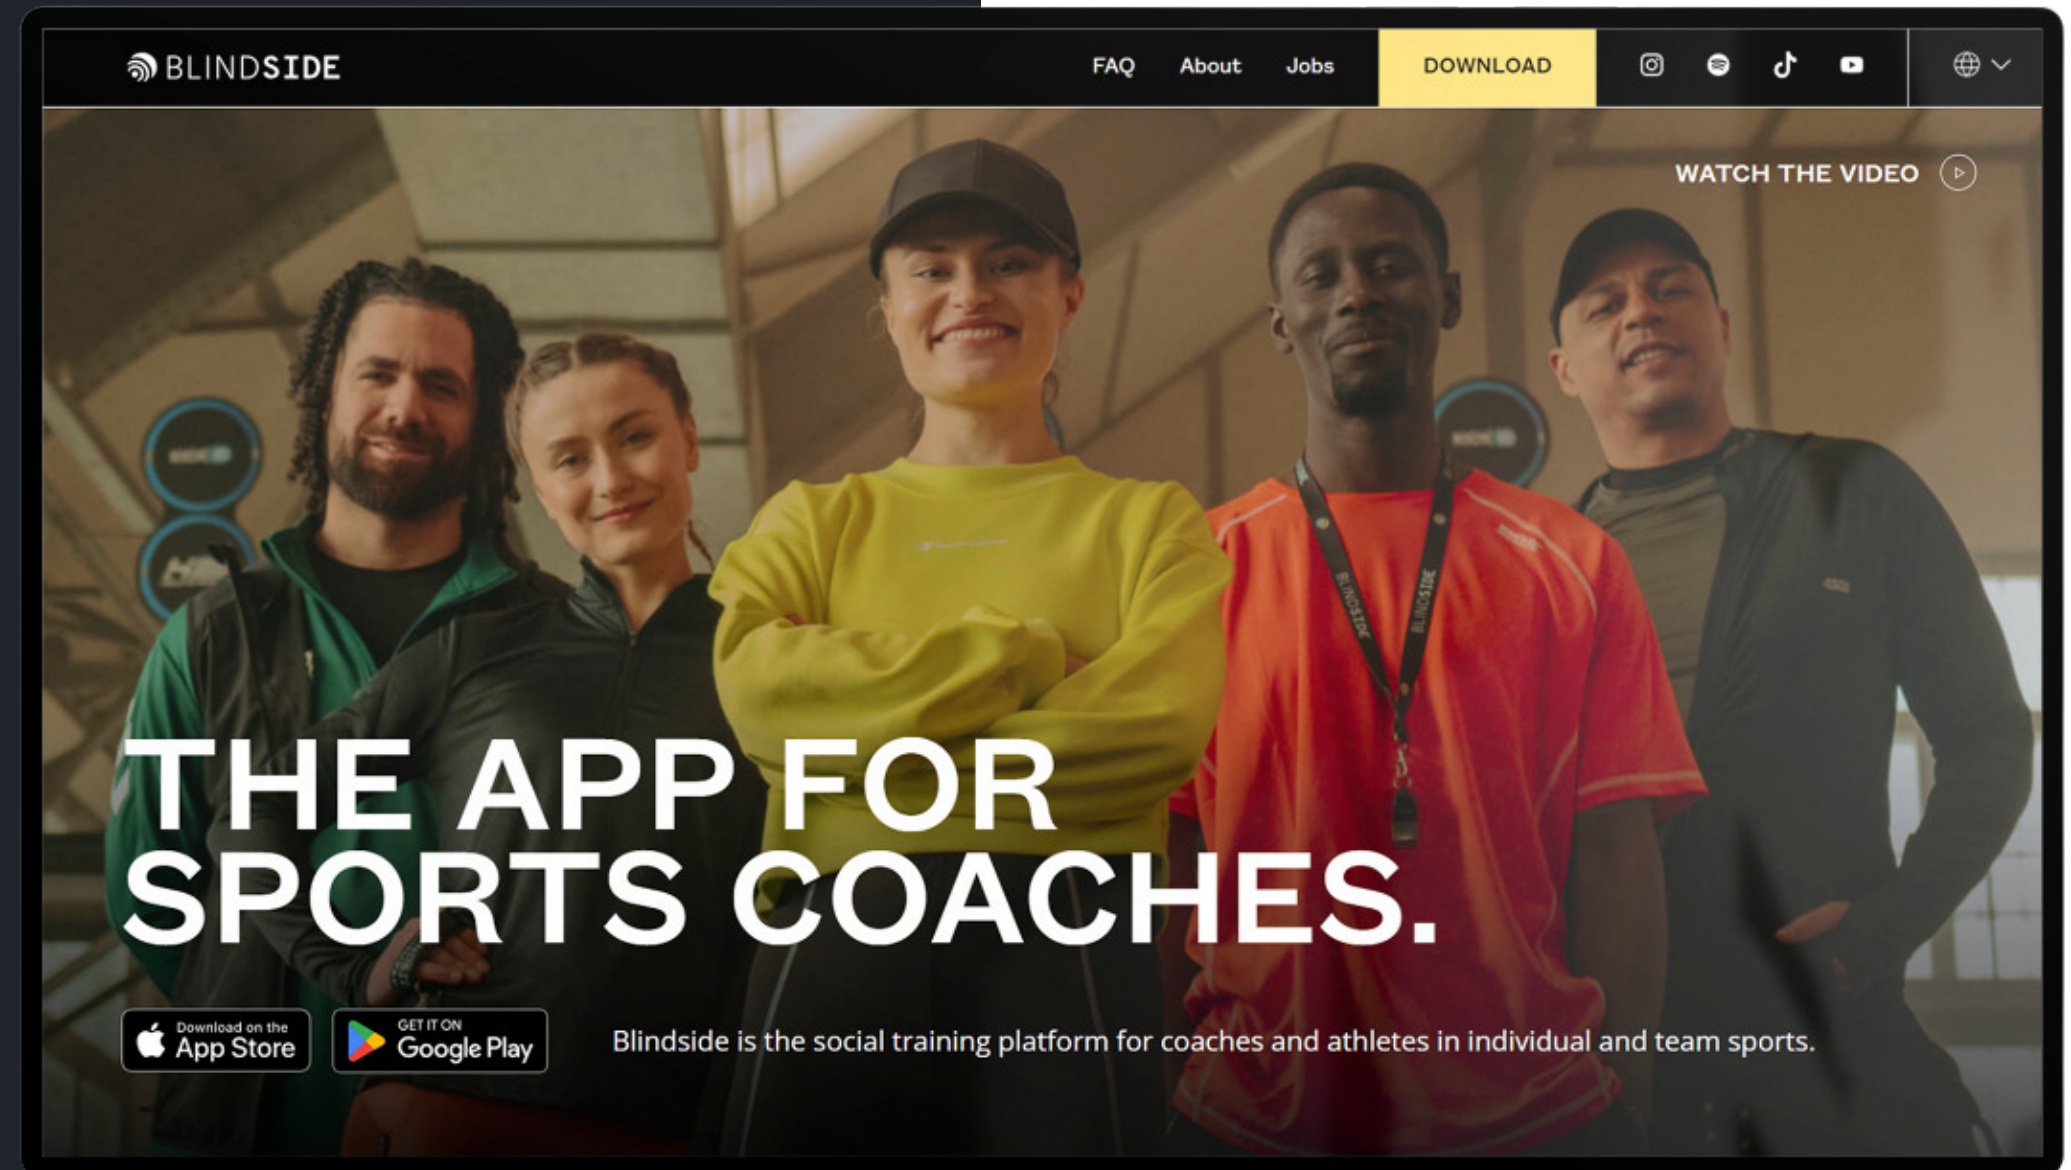 BLINDSIDE
FAQ
About
Jobs
DOWNLOAD
WATCH THE VIDEO
BLINDSIDE
BLINDSIDE
THE APP FOR
SPORTS COACHES.
Download on the
App Store
GET IT ON
Google Play
Blindside is the social training platform for coaches and athletes in individual and team sports.